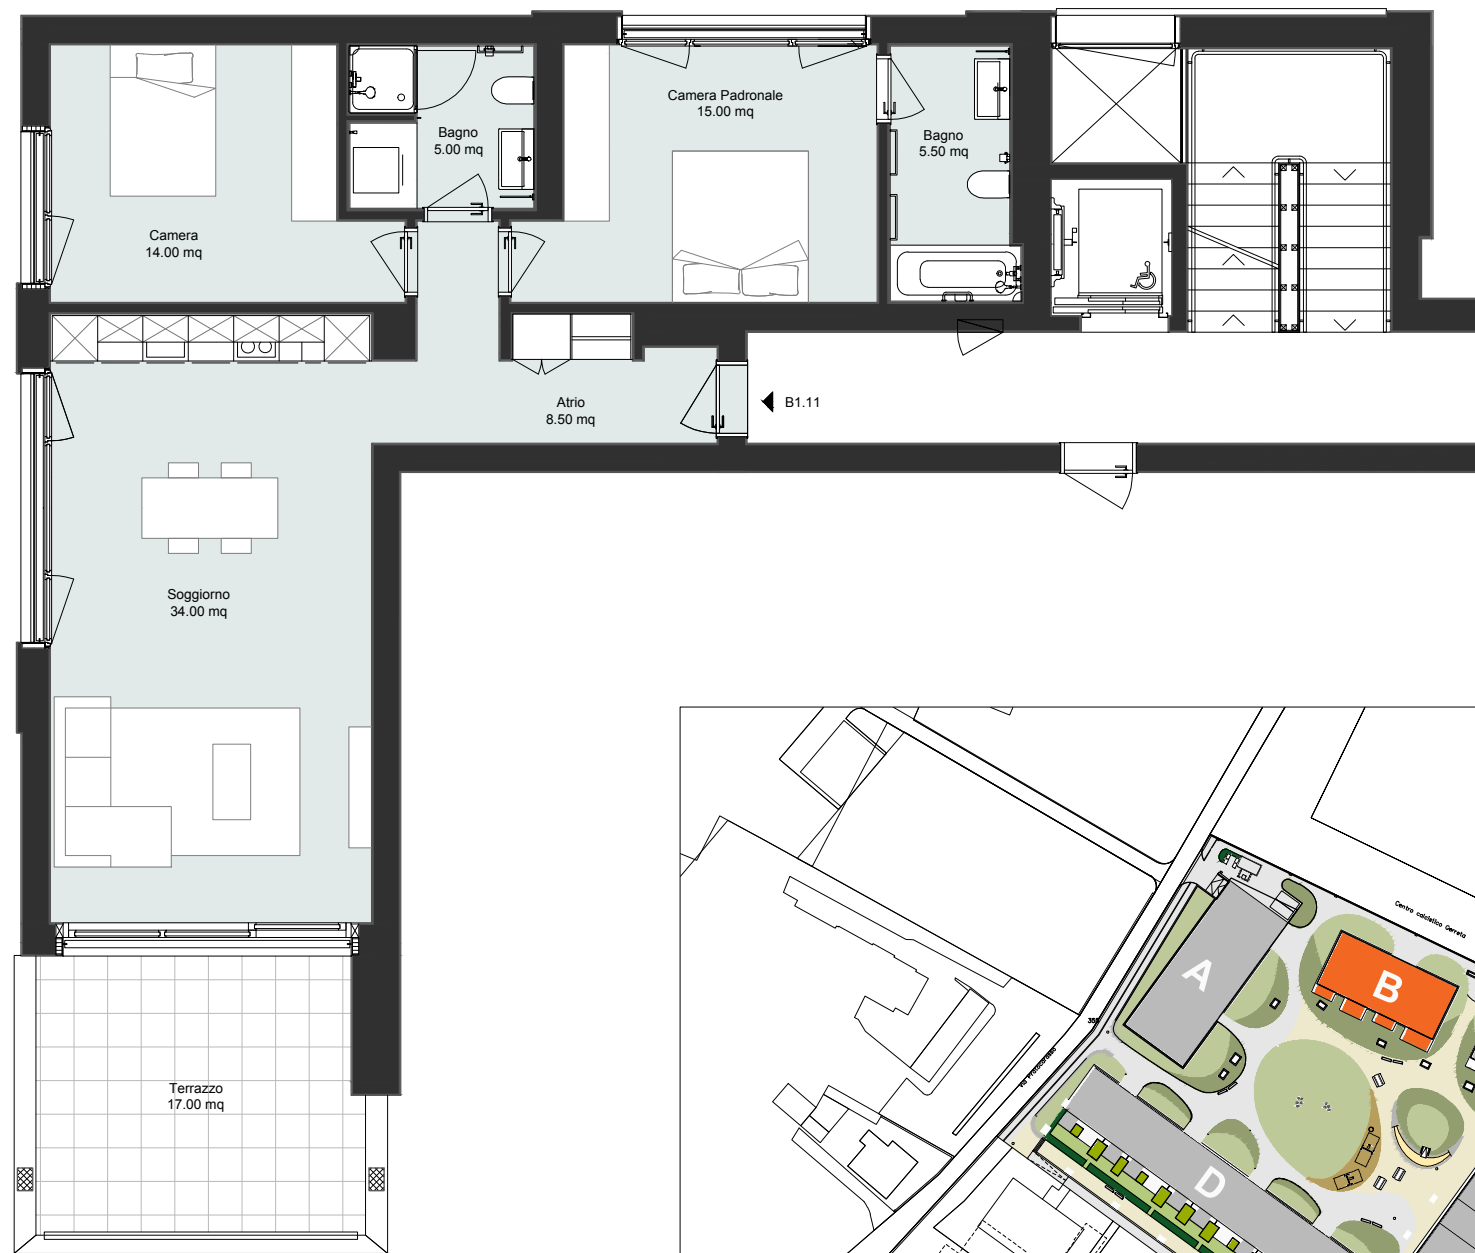 Camera Padronale
15.00 mq
Bagno
5.00 mq
Bagno
5.50 mq
Camera
14.00 mq
Atrio
8.50 mq
B1.11
Soggiorno
34.00 mq
Terrazzo
17.00 mq
Centro calcistico Gerreta
A
B
D